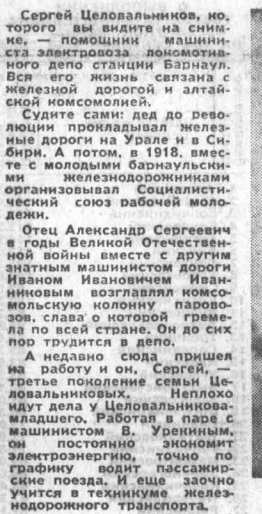 Сергей Целовальников, ко-
торого вы видите на сним-
ке, — помощник машини-
ста электровоза локомотив-
ного депо станции Барнаул.
Вся его жизнь связана с
железной дорогой и алтай-
ской комсомолией.
Судите сами: дед до рево-
люции прокладывал желез-
ные дороги на Урале и в Си-
бири. А потом, в 1918, вмес-
те с молодыми барнаульски-
ми железнодорожниками
организовывал Социалисти-
ческий союз рабочей моло-
дежи.
Отец Александр Сергеевич
в годы Великой Отечествен-
ной войны вместе с другим
знатным машинистом дороги
Иваном Ивановичем Иван-
никовым возглавлял комсо-
мольскую колонну парово-
зов, слава о которой греме-
ла по всей стране. Он до сих
пор трудится в депо.
А недавно сюда пришел
на работу и он, Сергей, —
третье поколение семьи Це-
ловальниковых. Неплохо
идут дела у Целовальникова-
младшего. Работая в паре с
машинистом В. Урекиным,
он постоянно экономит
электроэнергию, точно по
графику водит пассажир-
ские поезда. И еще заочно
учится в техникуме желез-
нодорожного транспорта.